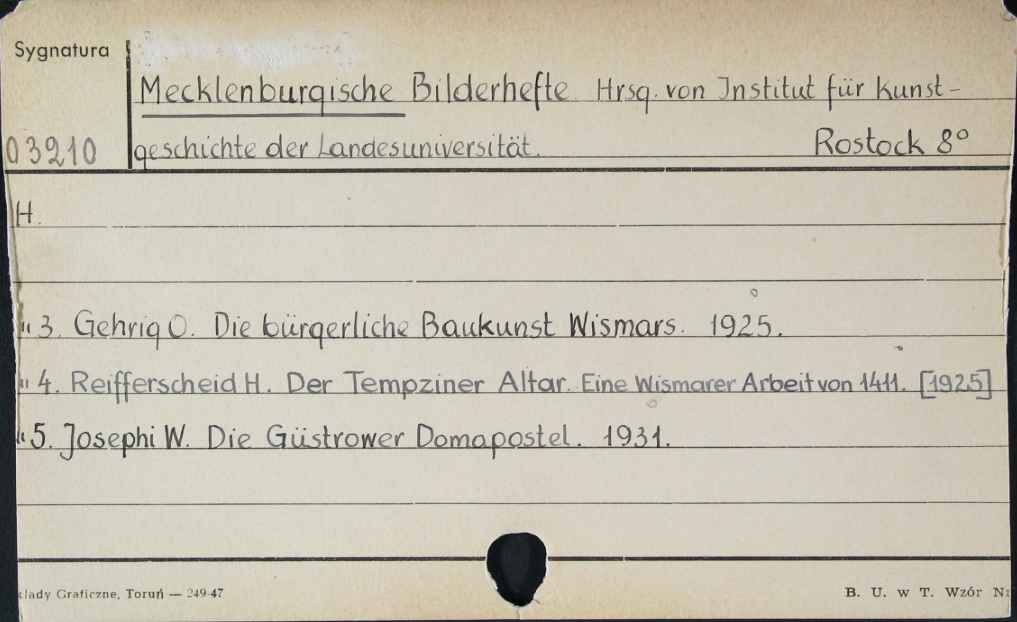 Sygnatura
Mecklenburgische Bilderhefte. Hrsg. von Institut für Kunst-
03210 geschichte der Landesuniversität. Rostock 8°
H.
" 3. Gehrig O. Die bürgerliche Baukunst Wismars. 1925.
" 4. Reifferscheid H. Der Tempziner Altar. Eine Wismarer Arbeit von 1411. [1925]
" 5. Josephi W. Die Güstrower Domapostel. 1931.
Graficzne, Toruń — 249-47 B. U. w T. Wzór